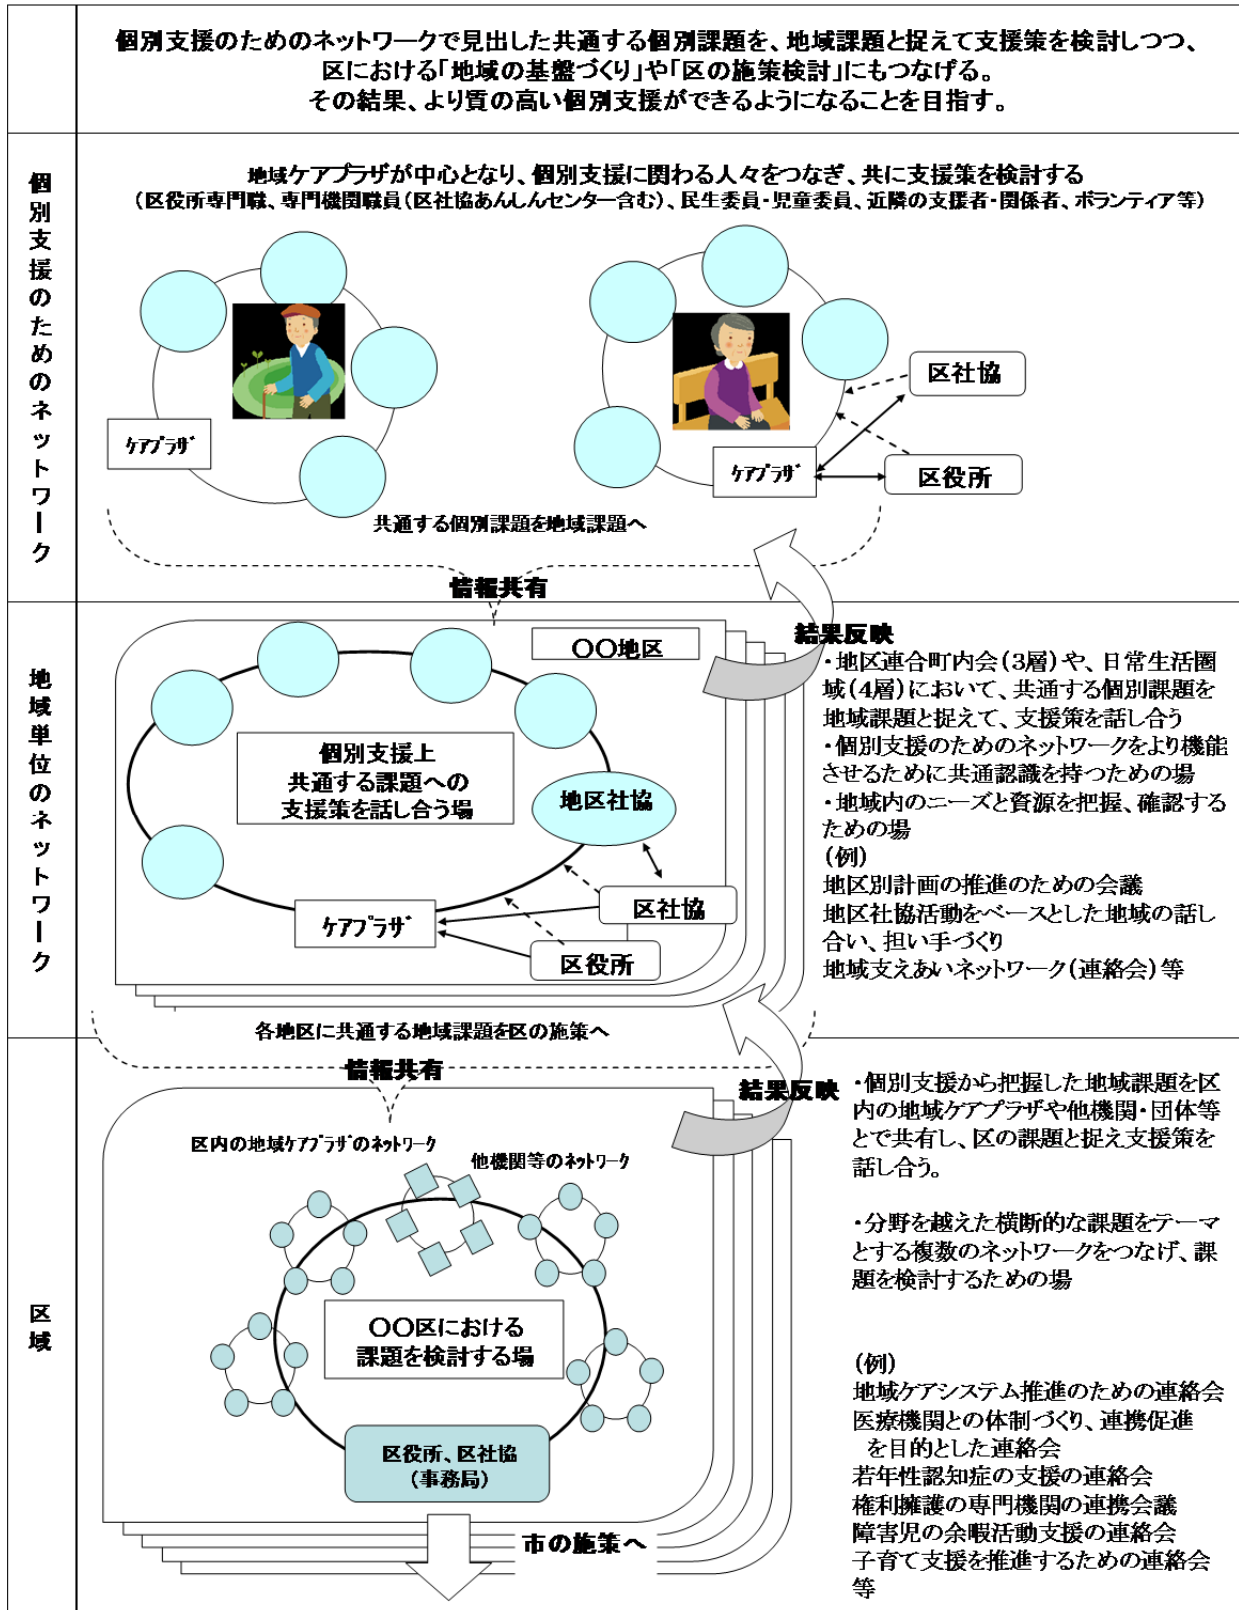 個別支援のためのネットワークで見出した共通する個別課題を、地域課題と捉えて支援策を検討しつつ、
区における「地域の基盤づくり」や「区の施策検討」にもつなげる。
その結果、より質の高い個別支援ができるようになることを目指す。
個別支援のためのネットワーク
地域ケアプラザが中心となり、個別支援に関わる人々をつなぎ、共に支援策を検討する
(区役所専門職、専門機関職員(区社協あんしんセンター含む)、民生委員・児童委員、近隣の支援者・関係者、ボランティア等)
ケアプラザ
ケアプラザ
区社協
区役所
共通する個別課題を地域課題へ
情報共有
結果反映
地域単位のネットワーク
〇〇地区
個別支援上
共通する課題への
支援策を話し合う場
地区社協
区社協
ケアプラザ
区役所
・地区連合町内会(3層)や、日常生活圏
域(4層)において、共通する個別課題を
地域課題と捉えて、支援策を話し合う
・個別支援のためのネットワークをより機能
させるために共通認識を持つための場
・地域内のニーズと資源を把握、確認する
ための場
(例)
地区別計画の推進のための会議
地区社協活動をベースとした地域の話し
合い、担い手づくり
地域支えあいネットワーク(連絡会)等
各地区に共通する地域課題を区の施策へ
情報共有
結果反映
区域
区内の地域ケアプラザのネットワーク
他機関等のネットワーク
〇〇区における
課題を検討する場
区役所、区社協
(事務局)
市の施策へ
・個別支援から把握した地域課題を区
内の地域ケアプラザや他機関・団体等
とで共有し、区の課題と捉え支援策を
話し合う。
・分野を越えた横断的な課題をテーマ
とする複数のネットワークをつなげ、課
題を検討するための場
(例)
地域ケアシステム推進のための連絡会
医療機関との体制づくり、連携促進
を目的とした連絡会
若年性認知症の支援の連絡会
権利擁護の専門機関の連携会議
障害児の余暇活動支援の連絡会
子育て支援を推進するための連絡会
等